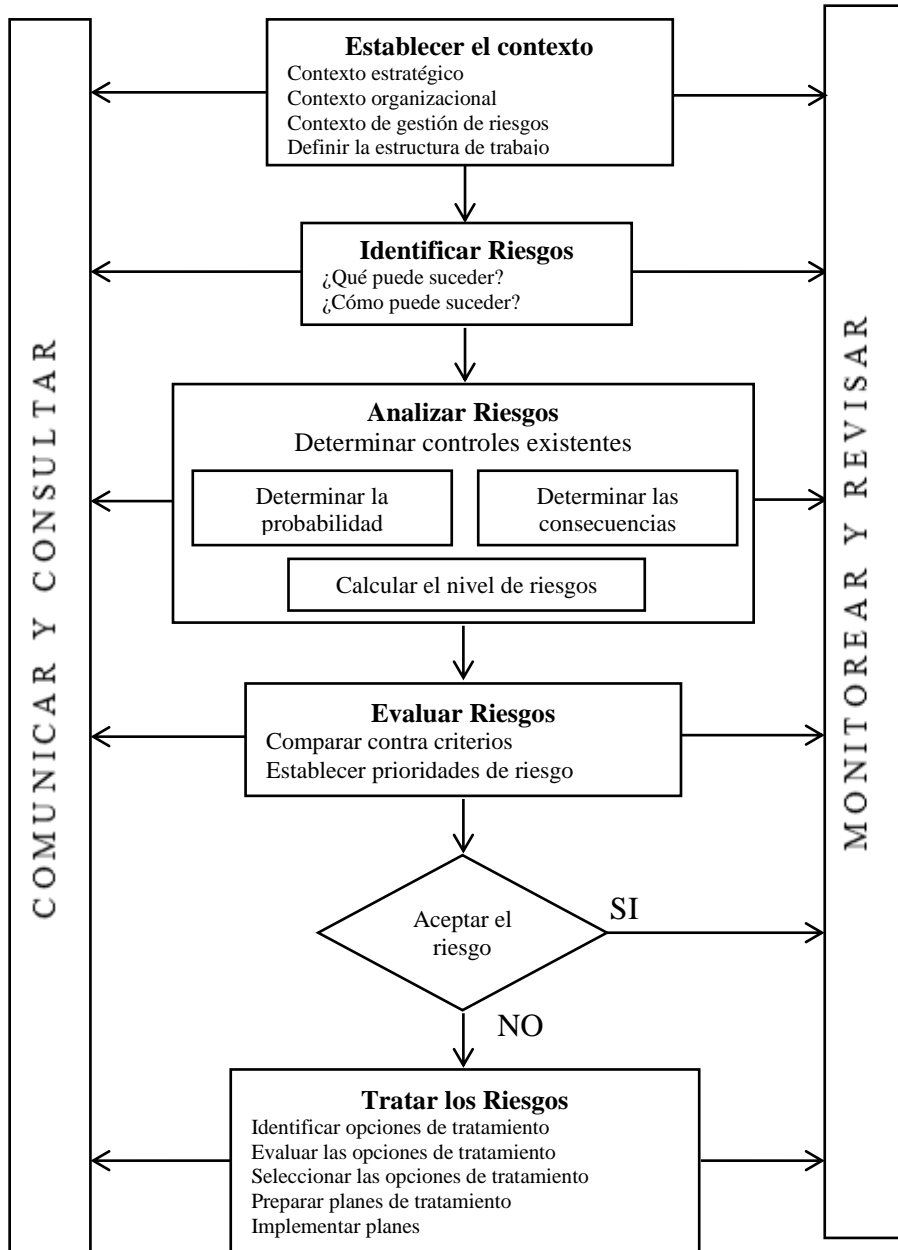 Establecer el contexto
Contexto estratégico
Contexto organizacional
Contexto de gestión de riesgos
Definir la estructura de trabajo
Identificar Riesgos
¿Qué puede suceder?
¿Cómo puede suceder?
Analizar Riesgos
Determinar controles existentes
Determinar la
probabilidad
Determinar las
consecuencias
Calcular el nivel de riesgos
Evaluar Riesgos
Comparar contra criterios
Establecer prioridades de riesgo
Aceptar el
riesgo
SI
NO
Tratar los Riesgos
Identificar opciones de tratamiento
Evaluar las opciones de tratamiento
Seleccionar las opciones de tratamiento
Preparar planes de tratamiento
Implementar planes
COMUNICAR Y CONSULTAR
MONITOREAR Y REVISAR